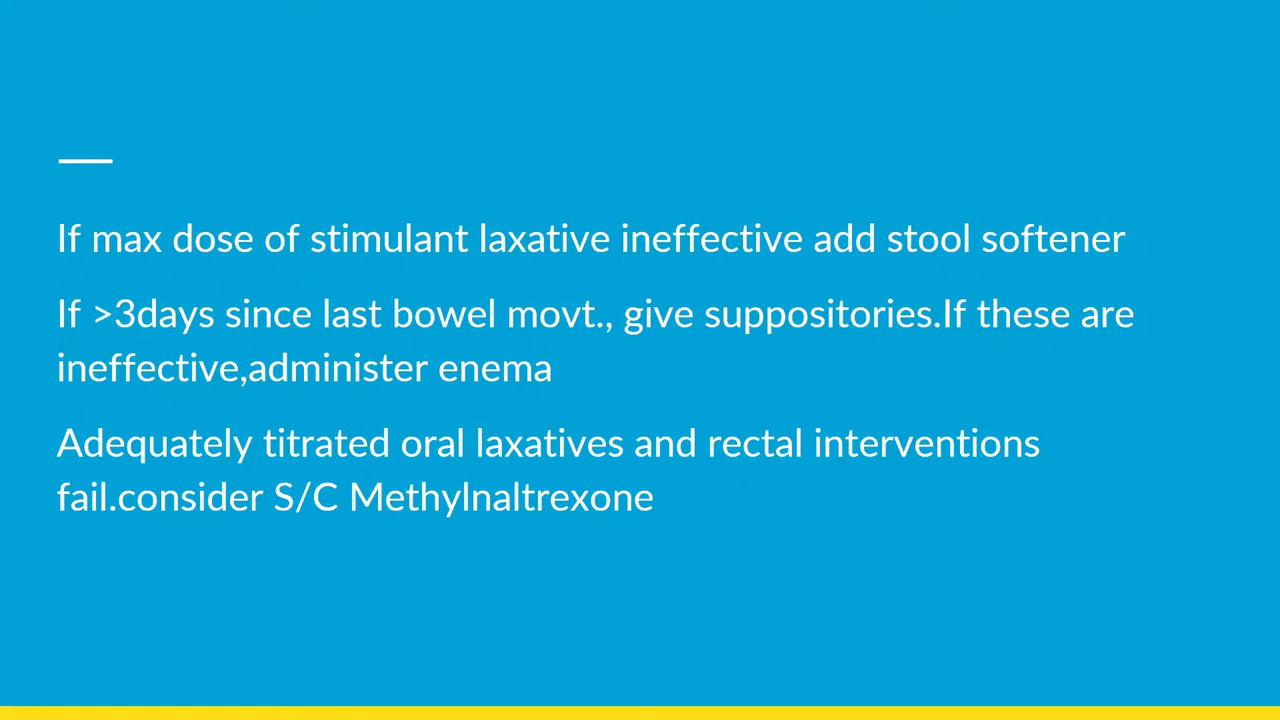 If max dose of stimulant laxative ineffective add stool softener
If >3days since last bowel movt., give suppositories.If these are
ineffective,administer enema
Adequately titrated oral laxatives and rectal interventions
fail.consider S/C Methylnaltrexone